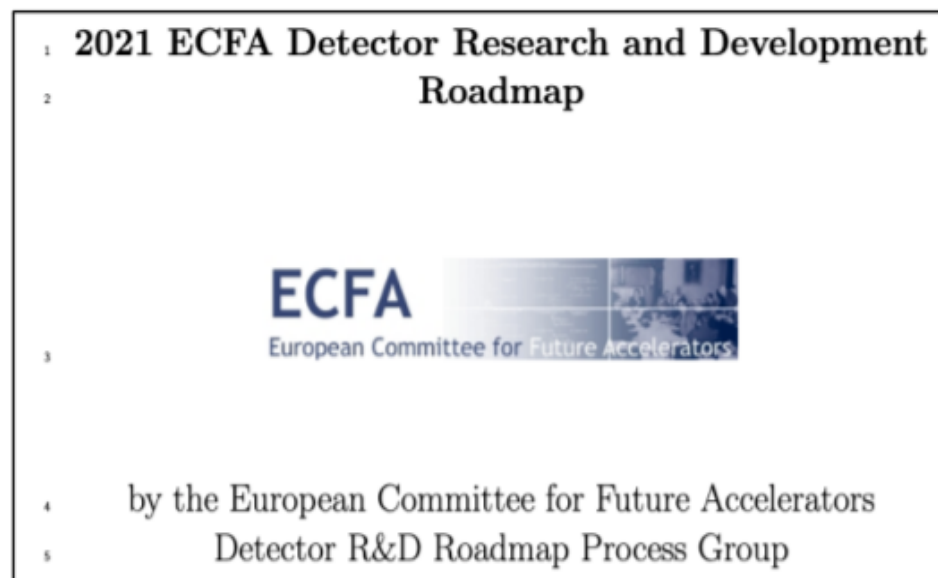 1 2021 ECFA Detector Research and Development
2 Roadmap
ECFA
3 European Committee for Future Accelerators
4 by the European Committee for Future Accelerators
5 Detector R&D Roadmap Process Group